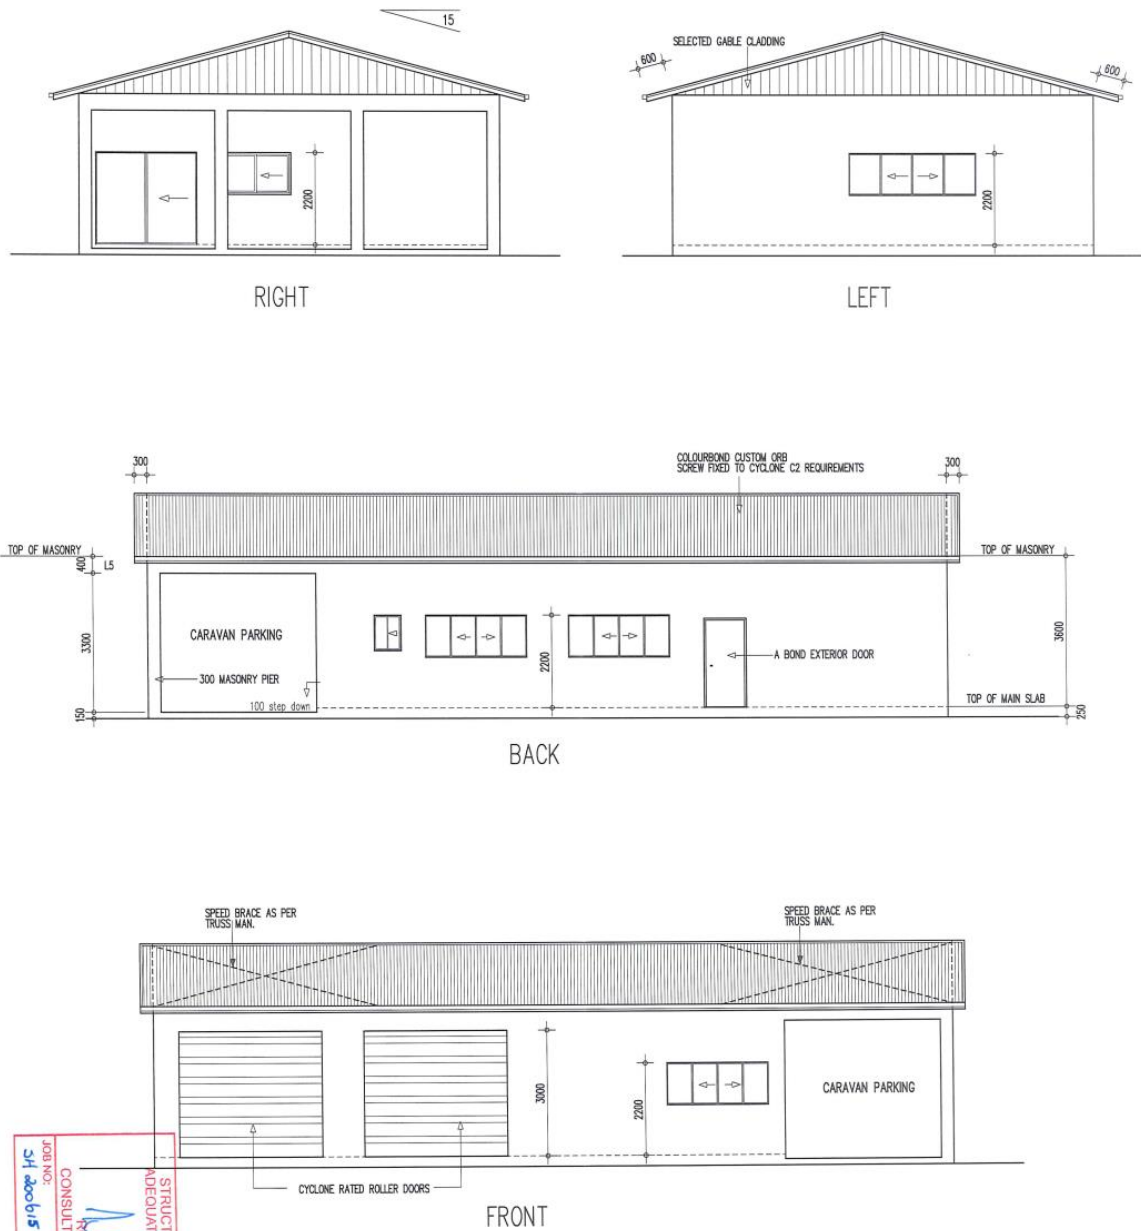 15
RIGHT
2200
SELECTED GABLE CLADDING
600
600
2200
LEFT
300
COLOURBOND CUSTOM ORB
SCREW FIXED TO CYCLONE C2 REQUIREMENTS
300
TOP OF MASONRY
400
L5
TOP OF MASONRY
3300
CARAVAN PARKING
300 MASONRY PIER
100 step down
150
2200
A BOND EXTERIOR DOOR
3600
TOP OF MAIN SLAB
250
BACK
SPEED BRACE AS PER
TRUSS MAN.
SPEED BRACE AS PER
TRUSS MAN.
3000
2200
CARAVAN PARKING
CYCLONE RATED ROLLER DOORS
FRONT
STRUCT
ADEQUAT
CONSULT
JOB NO:
SH 200615